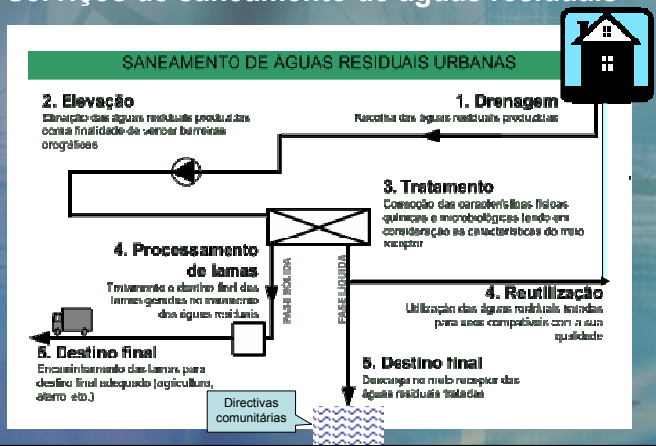 Serviços de saneamento de águas residuais
SANEAMENTO DE ÁGUAS RESIDUAIS URBANAS
2. Elevação
Elevação das águas residuais produzidas
com a finalidade de vencer barreiras
orográficas
1. Drenagem
Recolha das águas residuais produzidas
3. Tratamento
Correcção das características físicas
químicas e microbiológicas tendo em
consideração as características do meio
receptor
4. Processamento
de lamas
Tratamento e destino final das
lamas geradas no tratamento
das águas residuais
FASE SÓLIDA
FASE LÍQUIDA
4. Reutilização
Utilização das águas residuais tratadas
para usos compatíveis com a sua
qualidade
5. Destino final
Encaminhamento das lamas para
destino final adequado (agricultura,
aterro etc.)
5. Destino final
Descarga no meio receptor das
águas residuais tratadas
Directivas
comunitárias